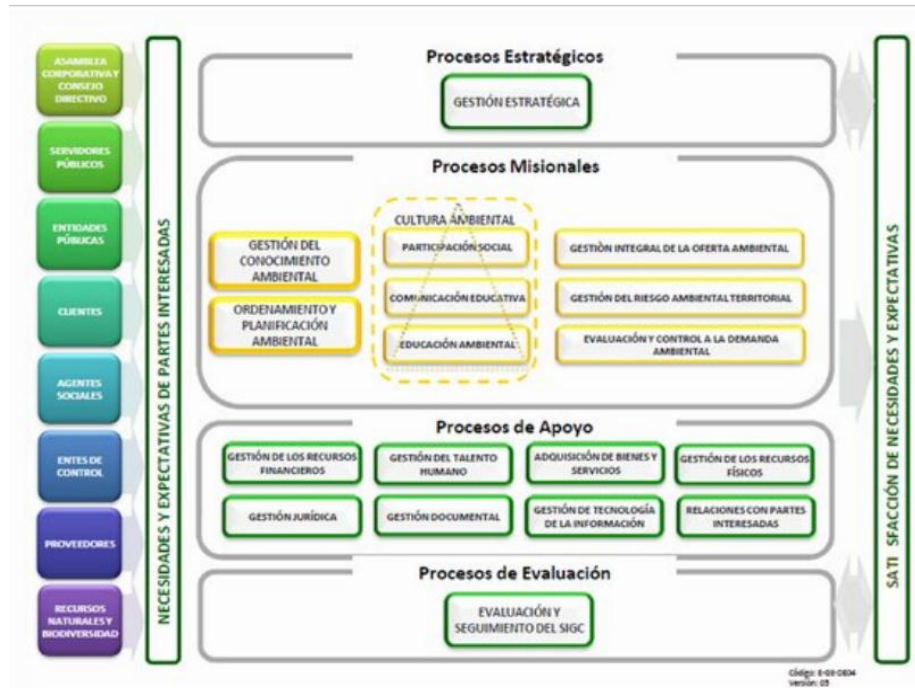 ASAMBLEA
CORPORATIVA Y
CONSEJO
DIRECTIVO
SERVIDORES
PÚBLICOS
ENTIDADES
PÚBLICAS
CLIENTES
AGENTES
SOCIALES
ENTES DE
CONTROL
PROVEEDORES
RECURSOS
NATURALES Y
BIODIVERSIDAD
NECESIDADES Y EXPECTATIVAS DE PARTES INTERESADAS
Procesos Estratégicos
GESTIÓN ESTRATÉGICA
Procesos Misionales
GESTIÓN DEL
CONOCIMIENTO
AMBIENTAL
ORDENAMIENTO Y
PLANIFICACIÓN
AMBIENTAL
CULTURA AMBIENTAL
PARTICIPACIÓN SOCIAL
COMUNICACIÓN EDUCATIVA
EDUCACIÓN AMBIENTAL
GESTIÓN INTEGRAL DE LA OFERTA AMBIENTAL
GESTIÓN DEL RIESGO AMBIENTAL TERRITORIAL
EVALUACIÓN Y CONTROL A LA DEMANDA
AMBIENTAL
Procesos de Apoyo
GESTIÓN DE LOS RECURSOS
FINANCIEROS
GESTIÓN DEL TALENTO
HUMANO
ADQUISICIÓN DE BIENES Y
SERVICIOS
GESTIÓN DE LOS RECURSOS
FÍSICOS
GESTIÓN JURÍDICA
GESTIÓN DOCUMENTAL
GESTIÓN DE TECNOLOGÍA
DE LA INFORMACIÓN
RELACIONES CON PARTES
INTERESADAS
Procesos de Evaluación
EVALUACIÓN Y
SEGUIMIENTO DEL SIGC
SATI SFACCIÓN DE NECESIDADES Y EXPECTATIVAS
Código:
Versión: 05